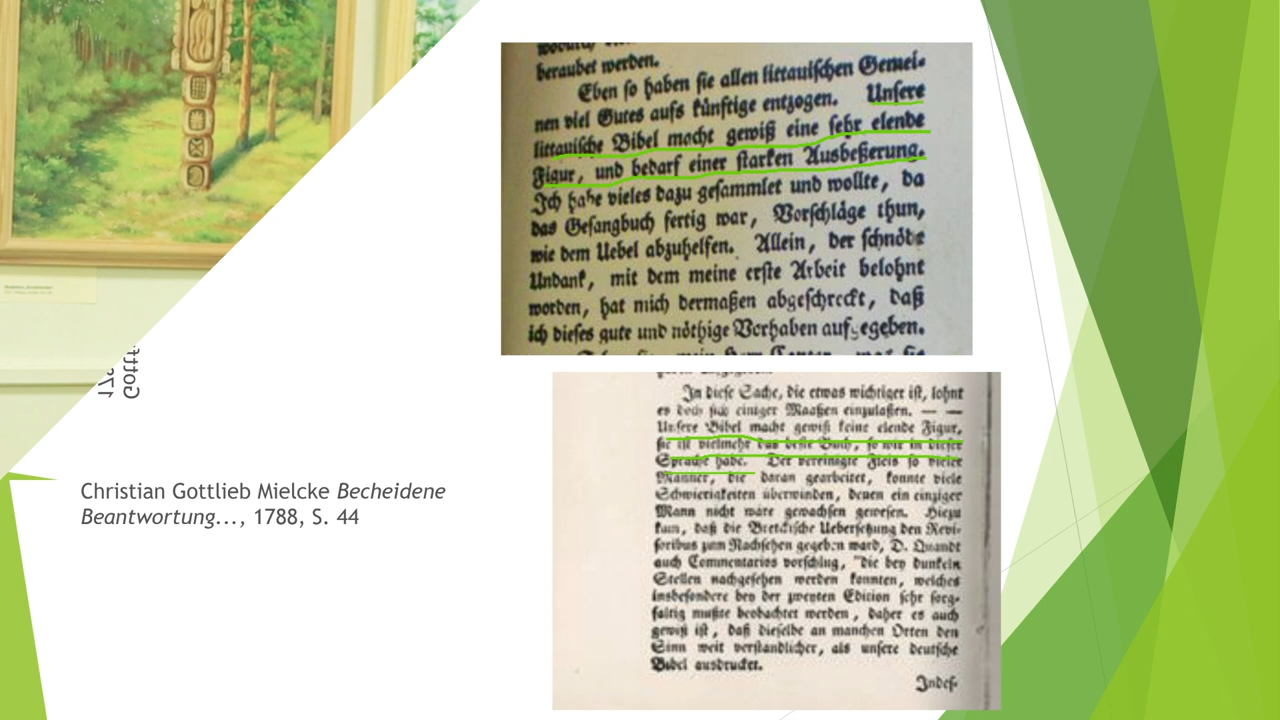 beraubet werden.
Eben so haben sie allen littauischen Gemei-
nen viel Gutes aufs künftige entzogen. Unsere
littauische Bibel macht gewiß eine sehr elende
Figur, und bedarf einer starken Ausbeßerung.
Ich habe vieles dazu gesammlet und wollte, da
das Gesangbuch fertig war, Vorschläge thun,
wie dem Uebel abzuhelfen. Allein, der schnöde
Undank, mit dem meine erste Arbeit belohnt
worden, hat mich dermaßen abgeschreckt, daß
ich dieses gute und nöthige Vorhaben aufgegeben.
In diese Sache, die etwas wichtiger ist, lohnt
es doch sich einiger Maaßen einzulaßen. — —
Unsere Bibel macht gewiß keine elende Figur,
sie ist vielmehr das beste Buch, so wir in dieser
Sprache habe. Der vereinigte Fleis so vieler
Männer, die daran gearbeitet, konnte viele
Schwierigkeiten überwinden, denen ein einziger
Mann nicht wäre gewachsen gewesen. Hiezu
kam, daß die Bretkische Uebersetzung den Revi-
soribus zum Nachsehen gegeben ward, D. Quandt
auch Commentarios vorschlug, die bey dunkeln
Stellen nachgesehen werden konnten, welches
insbesondere bey der zweyten Edition sehr sorg-
fältig mußte beobachtet werden, daher es auch
gewiß ist, daß dieselbe an manchen Orten den
Sinn weit verständlicher, als unsere deutsche
Bibel ausdrucket.
Indes-
Christian Gottlieb Mielcke Becheidene
Beantwortung..., 1788, S. 44